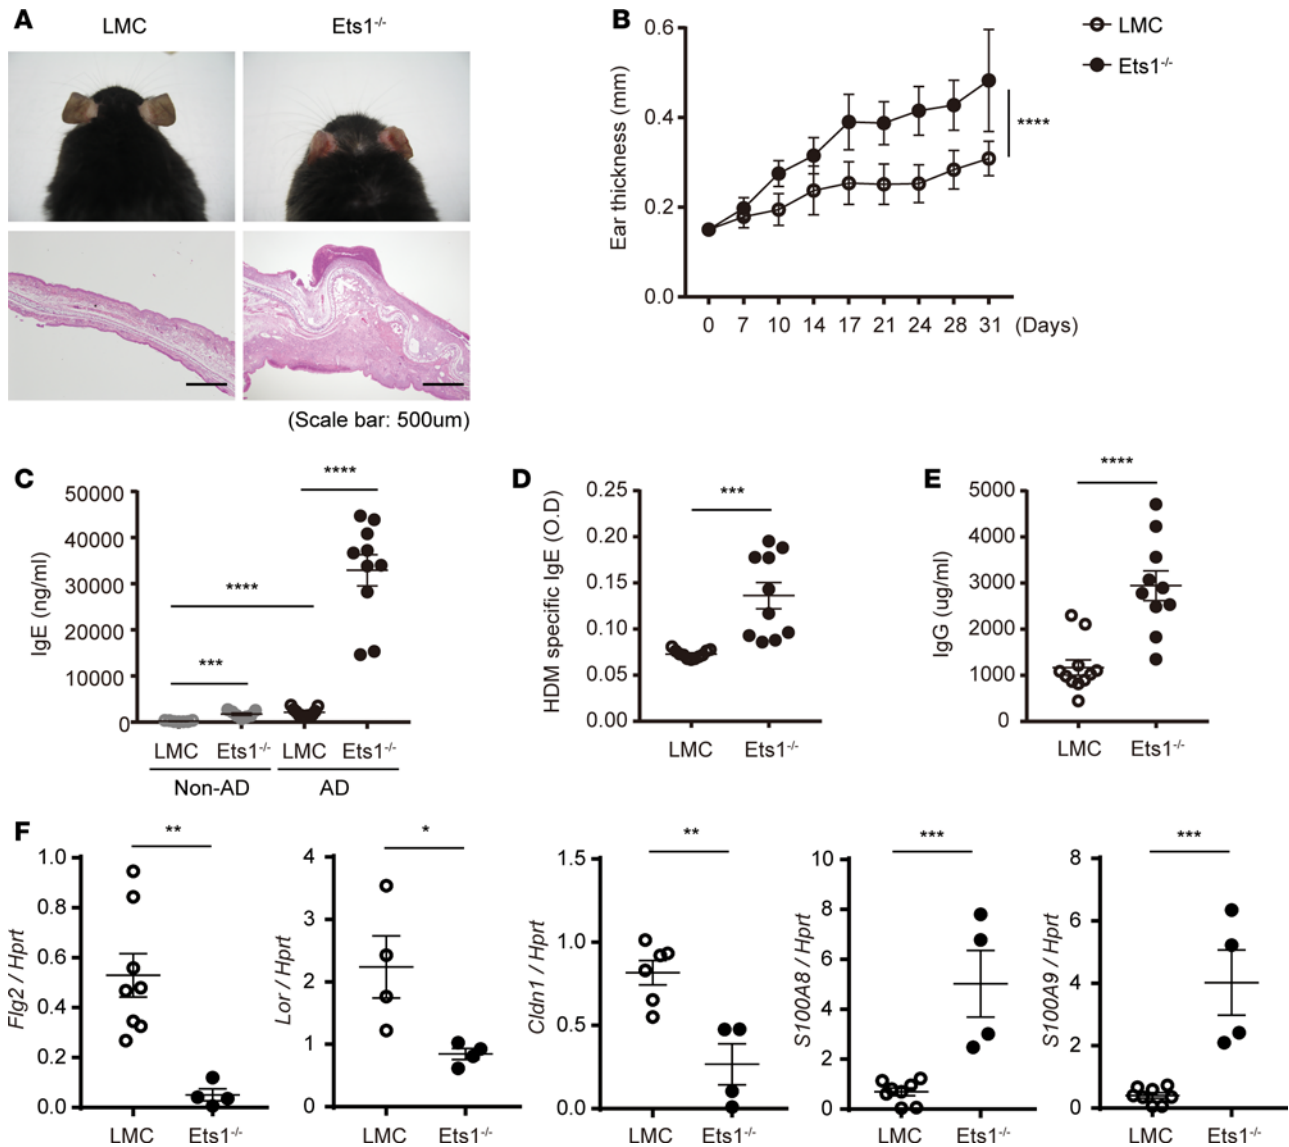 A
LMC Ets1-/-
(Scale bar: 500um)
B
Ear thickness (mm)
0.6
0.4
0.2
0.0
0 7 10 14 17 21 24 28 31 (Days)
LMC
Ets1-/-
****
C
IgE (ng/ml)
50000
40000
30000
20000
10000
0
****
****
***
LMC Ets1-/- LMC Ets1-/-
Non-AD AD
D
HDM specific IgE (O.D)
0.25
0.20
0.15
0.10
0.05
0.00
***
LMC Ets1-/-
E
IgG (ug/ml)
5000
4000
3000
2000
1000
0
****
LMC Ets1-/-
F
Flg2 / Hprt
1.0
0.8
0.6
0.4
0.2
0.0
**
LMC Ets1-/-
Lor / Hprt
4
3
2
1
0
*
LMC Ets1-/-
Cldn1 / Hprt
1.5
1.0
0.5
0.0
**
LMC Ets1-/-
S100A8 / Hprt
10
8
6
4
2
0
***
LMC Ets1-/-
S100A9 / Hprt
8
6
4
2
0
***
LMC Ets1-/-